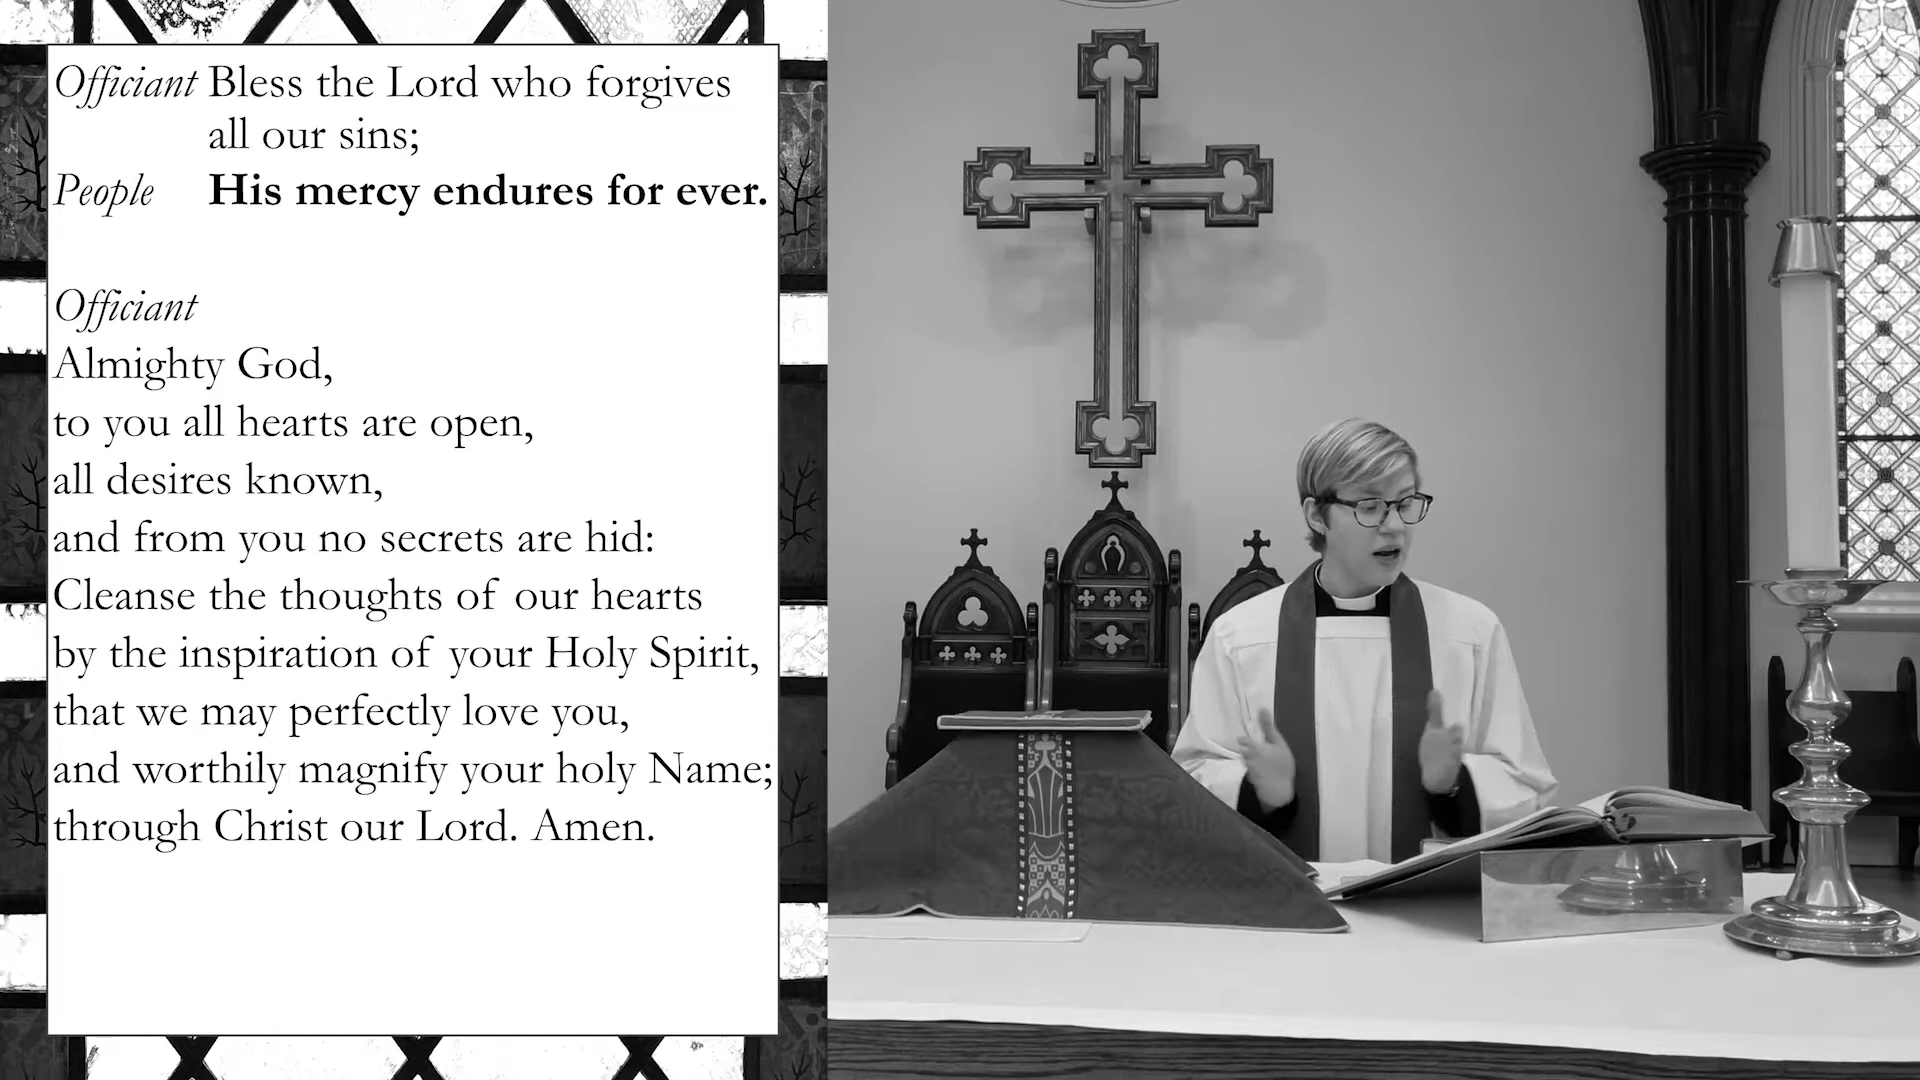 Officiant Bless the Lord who forgives
all our sins;
People His mercy endures for ever.
Officiant
Almighty God,
to you all hearts are open,
all desires known,
and from you no secrets are hid:
Cleanse the thoughts of our hearts
by the inspiration of your Holy Spirit,
that we may perfectly love you,
and worthily magnify your holy Name;
through Christ our Lord. Amen.